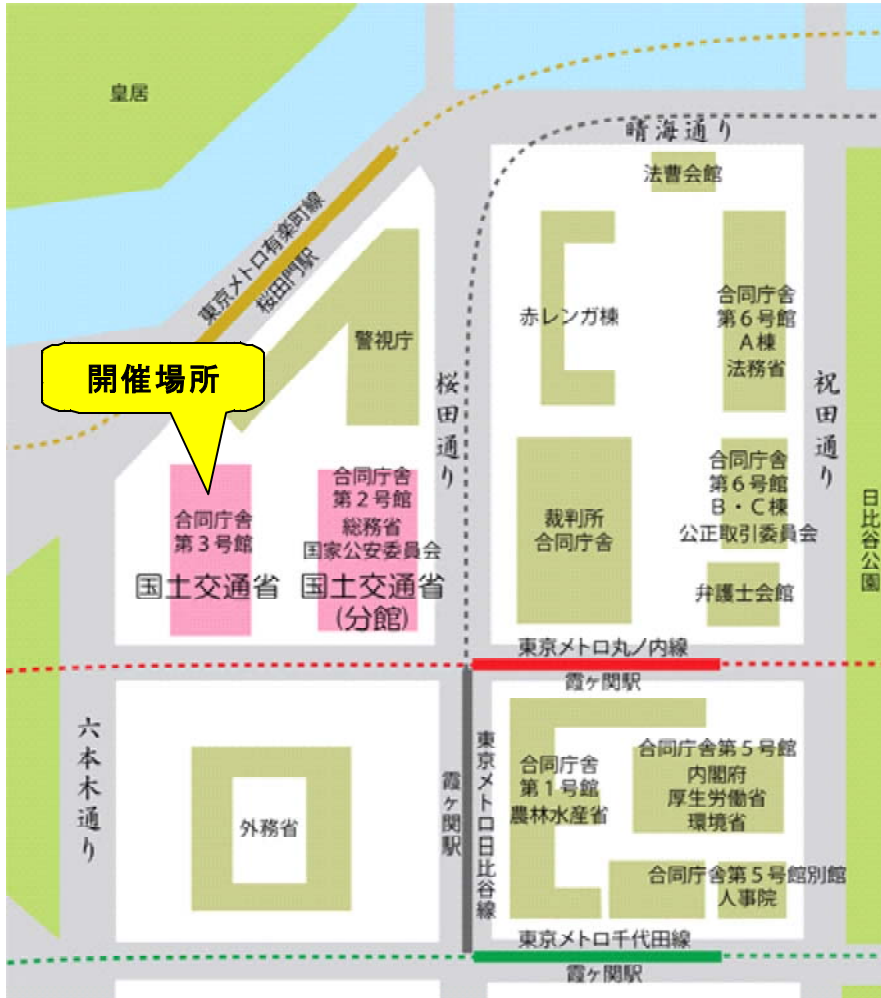 皇居
晴海通り
法曹会館
東京メトロ有楽町線
桜田門駅
赤レンガ棟
合同庁舎
第6号館
A棟
法務省
警視庁
開催場所
桜田通り
祝田通り
合同庁舎
第3号館
国土交通省
合同庁舎
第2号館
総務省
国家公安委員会
国土交通省
(分館)
裁判所
合同庁舎
合同庁舎
第6号館
B・C棟
公正取引委員会
日比谷公園
弁護士会館
東京メトロ丸ノ内線
霞ヶ関駅
六本木通り
外務省
霞ヶ関駅
東京メトロ日比谷線
合同庁舎
第1号館
農林水産省
合同庁舎第5号館
内閣府
厚生労働省
環境省
合同庁舎第5号館別館
人事院
東京メトロ千代田線
霞ヶ関駅